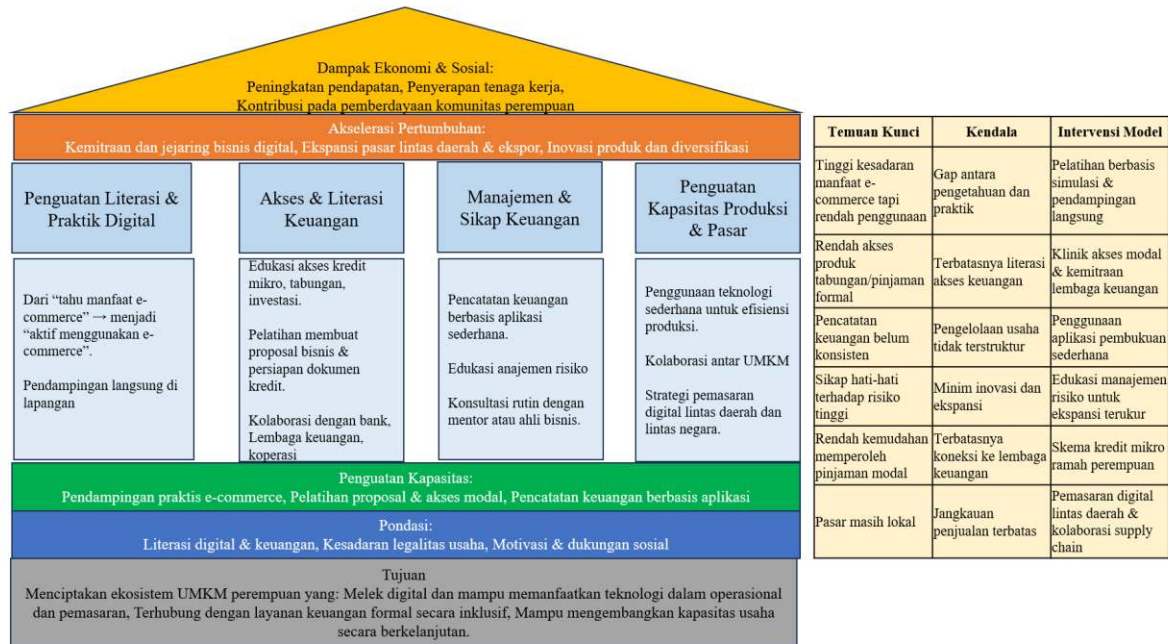 Dampak Ekonomi & Sosial:
Peningkatan pendapatan, Penyerapan tenaga kerja,
Kontribusi pada pemberdayaan komunitas perempuan
Akselerasi Pertumbuhan:
Kemitraan dan jejaring bisnis digital, Ekspansi pasar lintas daerah & ekspor, Inovasi produk dan diversifikasi
Penguatan Literasi &
Praktik Digital
Dari “tahu manfaat e-
commerce” → menjadi
“aktif menggunakan e-
commerce”.
Pendampingan langsung di
lapangan
Akses & Literasi
Keuangan
Edukasi akses kredit
mikro, tabungan,
investasi.
Pelatihan membuat
proposal bisnis &
persiapan dokumen
kredit.
Kolaborasi dengan bank,
Lembaga keuangan,
koperasi
Manajemen &
Sikap Keuangan
Pencatatan keuangan
berbasis aplikasi
sederhana.
Edukasi anajemen risiko
Konsultasi rutin dengan
mentor atau ahli bisnis.
Penguatan
Kapasitas Produksi
& Pasar
Penggunaan teknologi
sederhana untuk efisiensi
produksi.
Kolaborasi antar UMKM
Strategi pemasaran
digital lintas daerah dan
lintas negara.
Penguatan Kapasitas:
Pendampingan praktis e-commerce, Pelatihan proposal & akses modal, Pencatatan keuangan berbasis aplikasi
Pondasi:
Literasi digital & keuangan, Kesadaran legalitas usaha, Motivasi & dukungan sosial
Tujuan
Menciptakan ekosistem UMKM perempuan yang: Melek digital dan mampu memanfaatkan teknologi dalam operasional
dan pemasaran, Terhubung dengan layanan keuangan formal secara inklusif, Mampu mengembangkan kapasitas usaha
secara berkelanjutan.
Temuan Kunci
Kendala
Intervensi Model
Tinggi kesadaran
manfaat e-
commerce tapi
rendah penggunaan
Gap antara
pengetahuan dan
praktik
Pelatihan berbasis
simulasi &
pendampingan
langsung
Rendah akses
produk
tabungan/pinjaman
formal
Terbatasnya literasi
akses keuangan
Klinik akses modal
& kemitraan
lembaga keuangan
Pencatatan
keuangan belum
konsisten
Pengelolaan usaha
tidak terstruktur
Penggunaan
aplikasi pembukuan
sederhana
Sikap hati-hati
terhadap risiko
tinggi
Minim inovasi dan
ekspansi
Edukasi manajemen
risiko untuk
ekspansi terukur
Rendah kemudahan
memperoleh
pinjaman modal
Terbatasnya
koneksi ke lembaga
keuangan
Skema kredit mikro
ramah perempuan
Pasar masih lokal
Jangkauan
penjualan terbatas
Pemasaran digital
lintas daerah &
kolaborasi supply
chain